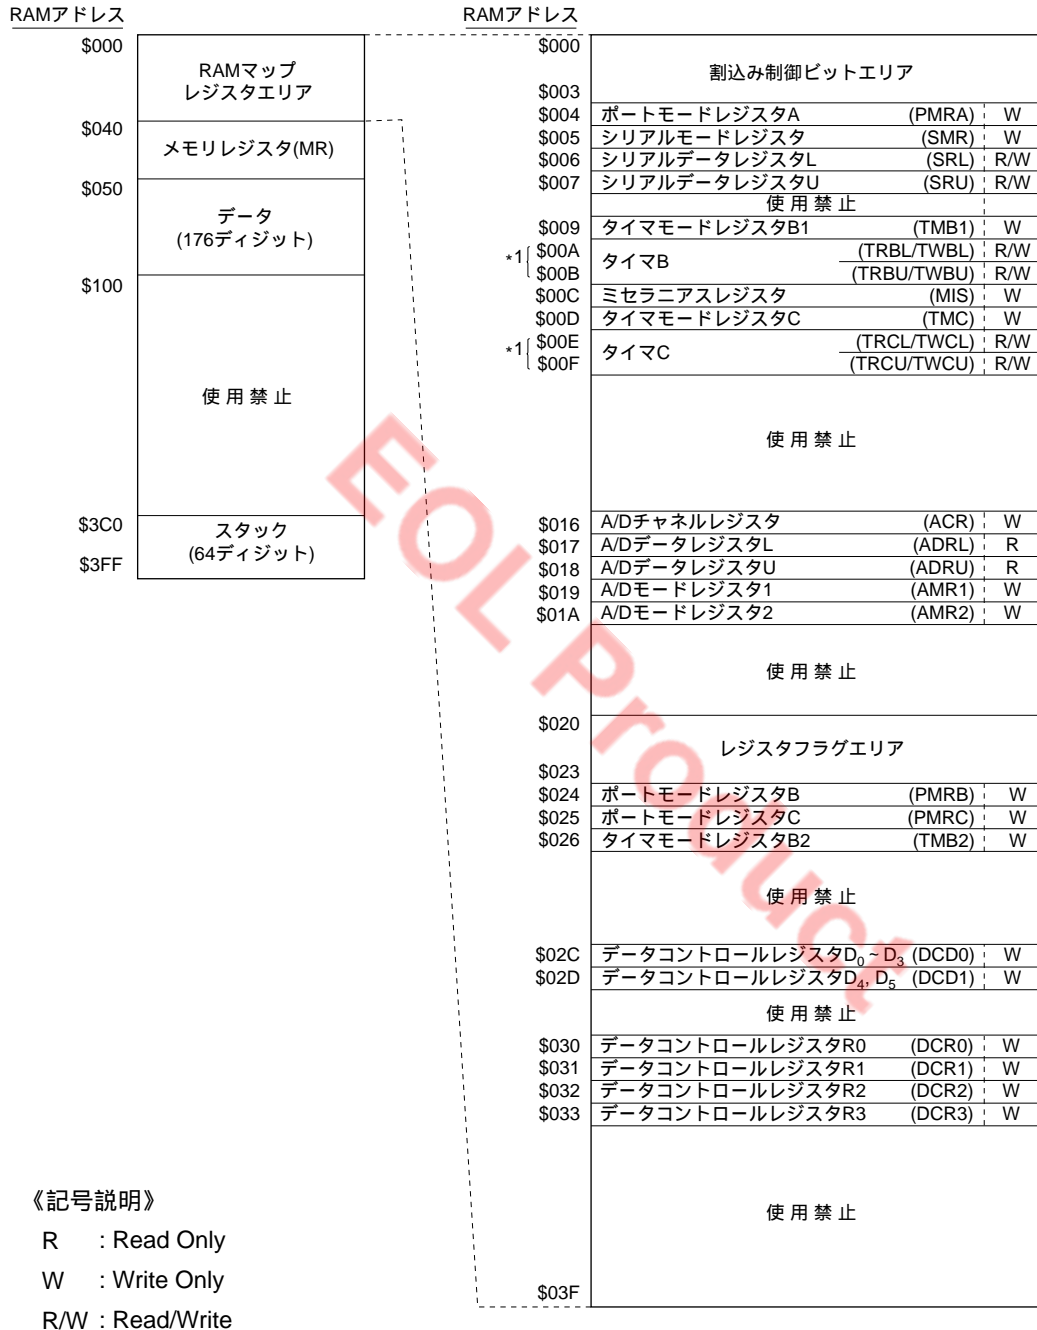 RAMアドレス
$000
RAMマップ
レジスタエリア
$040
メモリレジスタ(MR)
$050
データ
(176ディジット)
$100
使用禁止
$3C0
スタック
(64ディジット)
$3FF
RAMアドレス
$000
割込み制御ビットエリア
$003
$004 ポートモードレジスタA (PMRA) W
$005 シリアルモードレジスタ (SMR) W
$006 シリアルデータレジスタL (SRL) R/W
$007 シリアルデータレジスタU (SRU) R/W
使用禁止
$009 タイマモードレジスタB1 (TMB1) W
*1 $00A タイマB (TRBL/TWBL) R/W
$00B (TRBU/TWBU) R/W
$00C ミセラニアスレジスタ (MIS) W
$00D タイマモードレジスタC (TMC) W
*1 $00E タイマC (TRCL/TWCL) R/W
$00F (TRCU/TWCU) R/W
使用禁止
$016 A/Dチャネルレジスタ (ACR) W
$017 A/DデータレジスタL (ADRL) R
$018 A/DデータレジスタU (ADRU) R
$019 A/Dモードレジスタ1 (AMR1) W
$01A A/Dモードレジスタ2 (AMR2) W
使用禁止
$020
レジスタフラグエリア
$023
$024 ポートモードレジスタB (PMRB) W
$025 ポートモードレジスタC (PMRC) W
$026 タイマモードレジスタB2 (TMB2) W
使用禁止
$02C データコントロールレジスタD0～D3 (DCD0) W
$02D データコントロールレジスタD4, D5 (DCD1) W
使用禁止
$030 データコントロールレジスタR0 (DCR0) W
$031 データコントロールレジスタR1 (DCR1) W
$032 データコントロールレジスタR2 (DCR2) W
$033 データコントロールレジスタR3 (DCR3) W
使用禁止
$03F
《記号説明》
R : Read Only
W : Write Only
R/W : Read/Write
EOL Product